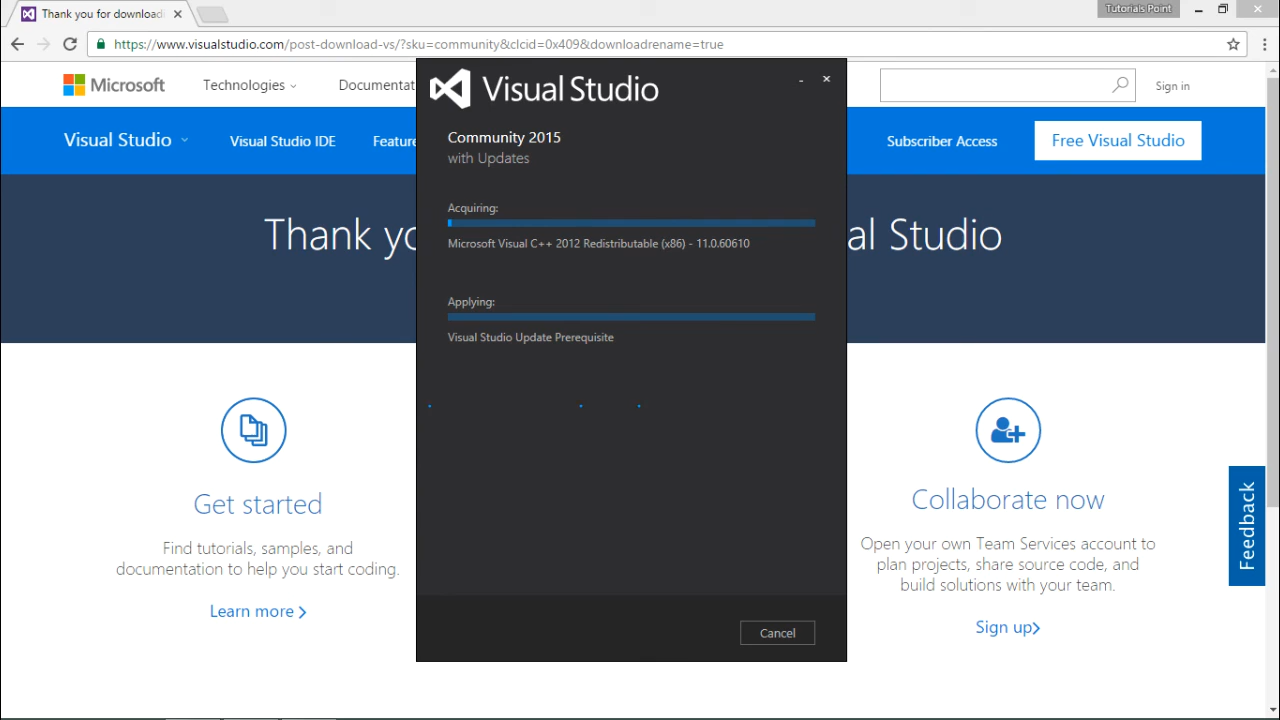 Thank you for downloadi
Tutorials Point
https://www.visualstudio.com/post-download-vs/?sku=community&clcid=0x409&downloadrename=true
Microsoft
Technologies
Documentat
Sign in
Visual Studio
Visual Studio IDE
Feature
Subscriber Access
Free Visual Studio
Thank yo
al Studio
Visual Studio
Community 2015
with Updates
Acquiring:
Microsoft Visual C++ 2012 Redistributable (x86) - 11.0.60610
Applying:
Visual Studio Update Prerequisite
Cancel
Get started
Find tutorials, samples, and
documentation to help you start coding.
Learn more
Collaborate now
Open your own Team Services account to
plan projects, share source code, and
build solutions with your team.
Sign up
Feedback